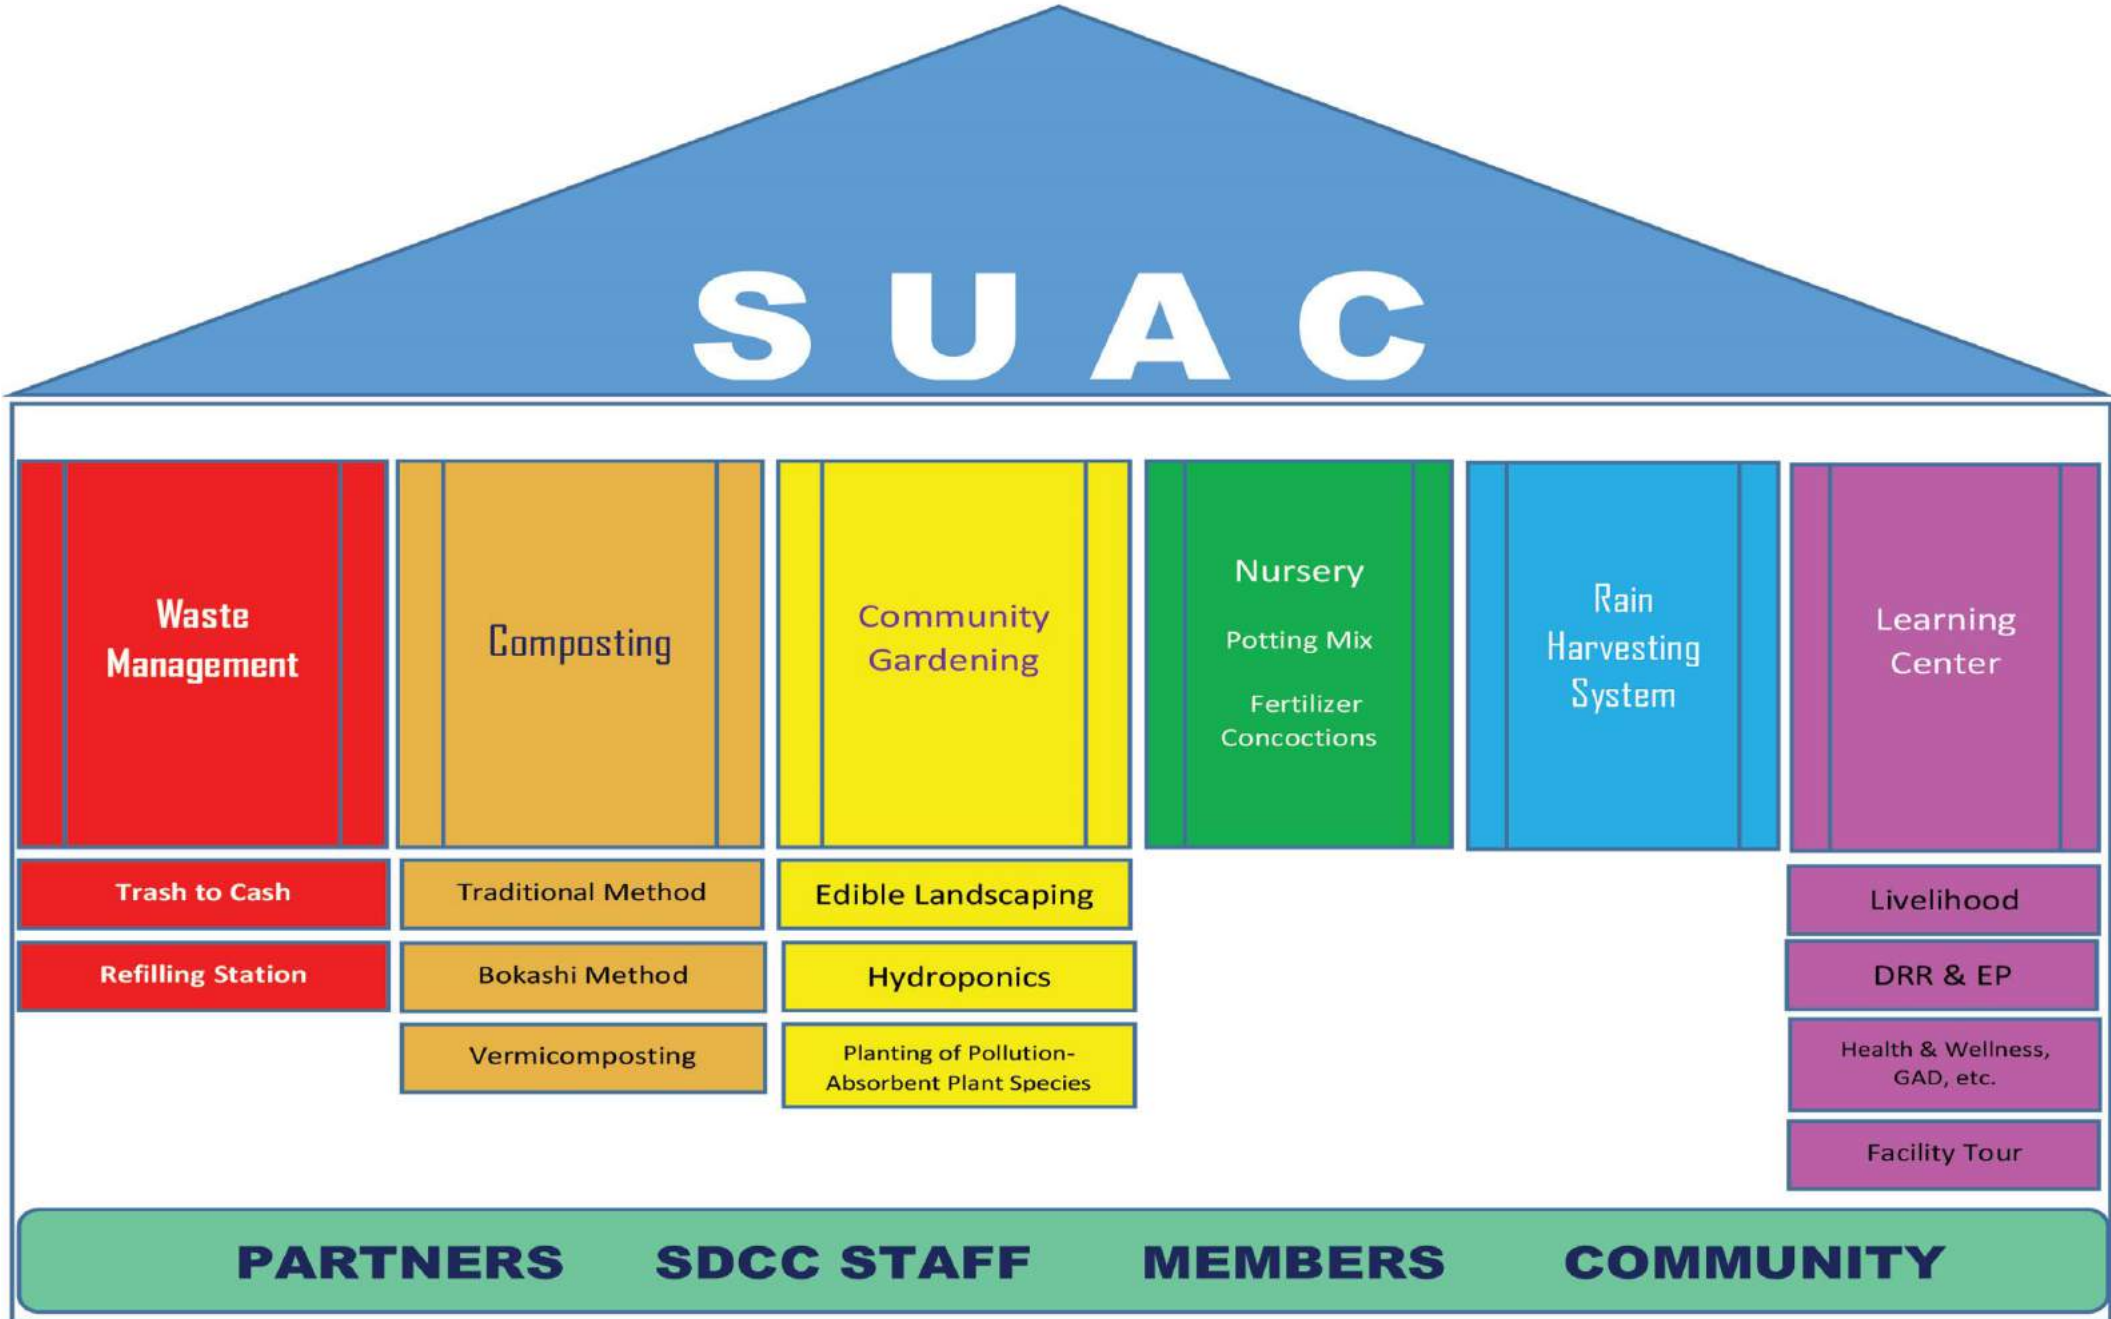 S U A C
Waste
Management
Composting
Community
Gardening
Nursery
Potting Mix
Fertilizer
Concoctions
Rain
Harvesting
System
Learning
Center
Trash to Cash
Refilling Station
Traditional Method
Bokashi Method
Vermicomposting
Edible Landscaping
Hydroponics
Planting of Pollution-
Absorbent Plant Species
Livelihood
DRR & EP
Health & Wellness,
GAD, etc.
Facility Tour
PARTNERS SDCC STAFF MEMBERS COMMUNITY